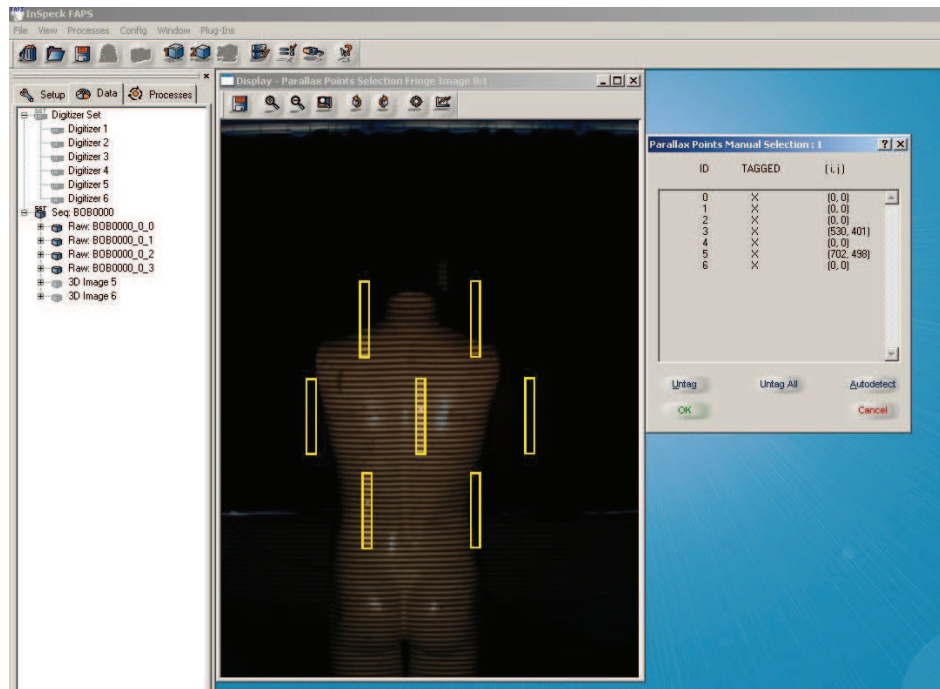 InSpeck FAPS
File View Processes Config Window Plug-Ins
Setup Data Processes
Digitizer Set
Digitizer 1
Digitizer 2
Digitizer 3
Digitizer 4
Digitizer 5
Digitizer 6
Seq: BOB0000
Raw: BOB0000_0_0
Raw: BOB0000_0_1
Raw: BOB0000_0_2
Raw: BOB0000_0_3
3D Image 5
3D Image 6
Display - Parallax Points Selection Fringe Image 0:1
Parallax Points Manual Selection : 1
ID TAGGED (i,j)
0 X (0, 0)
1 X (0, 0)
2 X (0, 0)
3 X (530, 401)
4 X (0, 0)
5 X (702, 498)
6 X (0, 0)
Untag Untag All Autodetect
OK Cancel